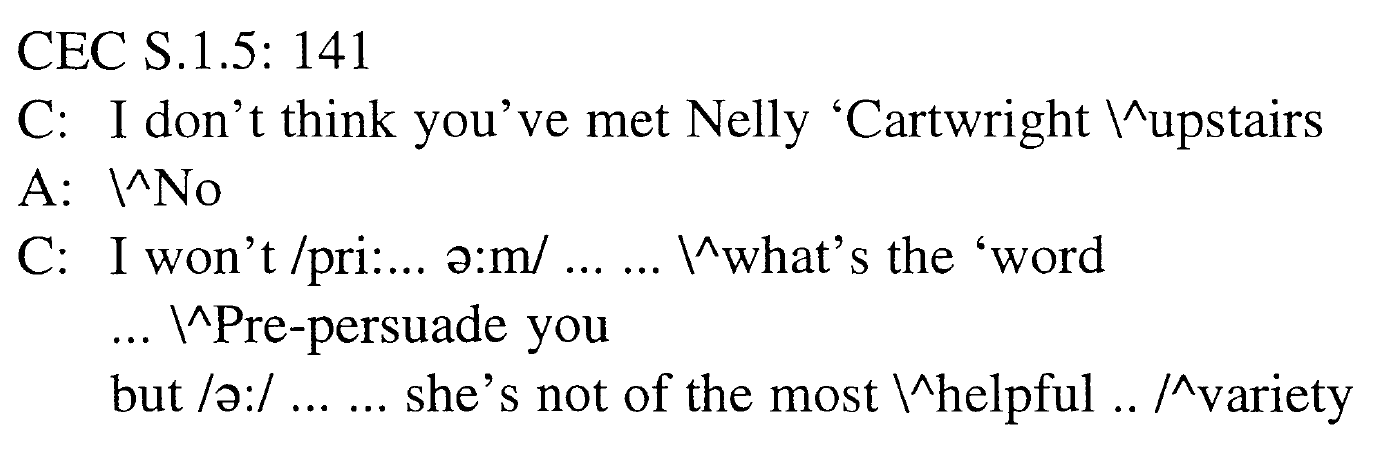 CEC S.1.5: 141
C: I don’t think you’ve met Nelly ‘Cartwright \^upstairs
A: \^No
C: I won’t /pri:... ə:m/ ... ... \^what’s the ‘word
... \^Pre-persuade you
but /ə:/ ... ... she’s not of the most \^helpful .. /^variety